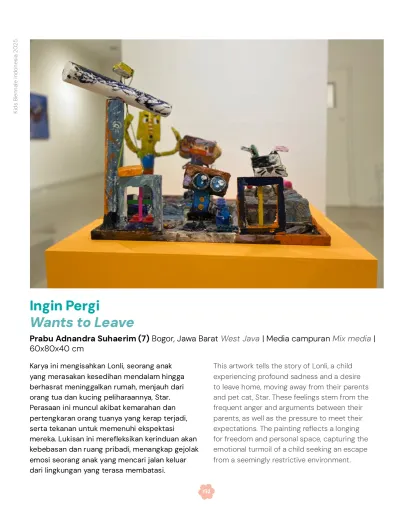 Kids Biennale Indonesia 2025
Ingin Pergi
Wants to Leave
Prabu Adnandra Suhaerim (7) Bogor, Jawa Barat West Java | Media campuran Mix media |
60x80x40 cm
Karya ini mengisahkan Lonli, seorang anak
yang merasakan kesedihan mendalam hingga
berhasrat meninggalkan rumah, menjauh dari
orang tua dan kucing peliharaannya, Star.
Perasaan ini muncul akibat kemarahan dan
pertengkaran orang tuanya yang kerap terjadi,
serta tekanan untuk memenuhi ekspektasi
mereka. Lukisan ini merefleksikan kerinduan akan
kebebasan dan ruang pribadi, menangkap gejolak
emosi seorang anak yang mencari jalan keluar
dari lingkungan yang terasa membatasi.
This artwork tells the story of Lonli, a child
experiencing profound sadness and a desire
to leave home, moving away from their parents
and pet cat, Star. These feelings stem from the
frequent anger and arguments between their
parents, as well as the pressure to meet their
expectations. The painting reflects a longing
for freedom and personal space, capturing the
emotional turmoil of a child seeking an escape
from a seemingly restrictive environment.